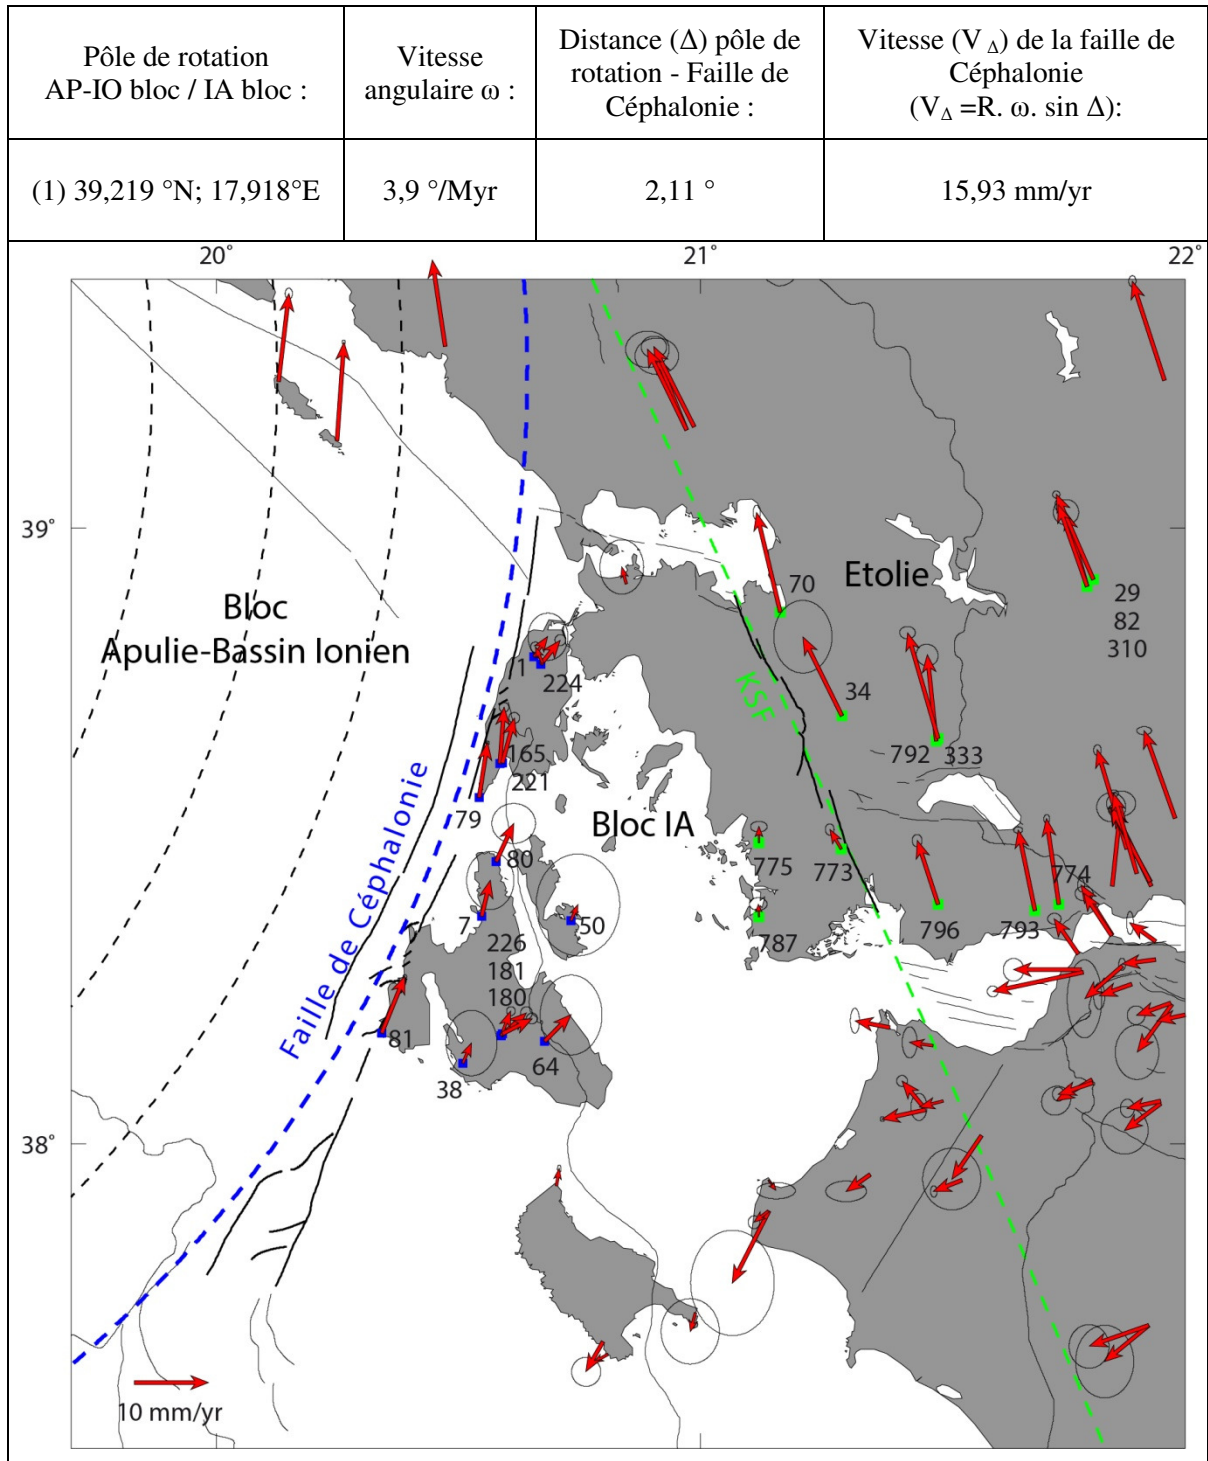 Pôle de rotation
AP-IO bloc / IA bloc :
Vitesse
angulaire ω :
Distance (Δ) pôle de
rotation - Faille de
Céphalonie :
Vitesse (V Δ) de la faille de
Céphalonie
(VΔ =R. ω. sin Δ):
(1) 39,219 °N; 17,918°E
3,9 °/Myr
2,11 °
15,93 mm/yr
20°
21°
22°
39°
38°
Bloc
Apulie-Bassin Ionien
Etolie
Bloc IA
KSF
Faille de Céphalonie
70
29
82
310
1
224
34
792
333
165
221
79
80
775
773
774
7
50
787
796
793
226
181
180
81
64
38
10 mm/yr